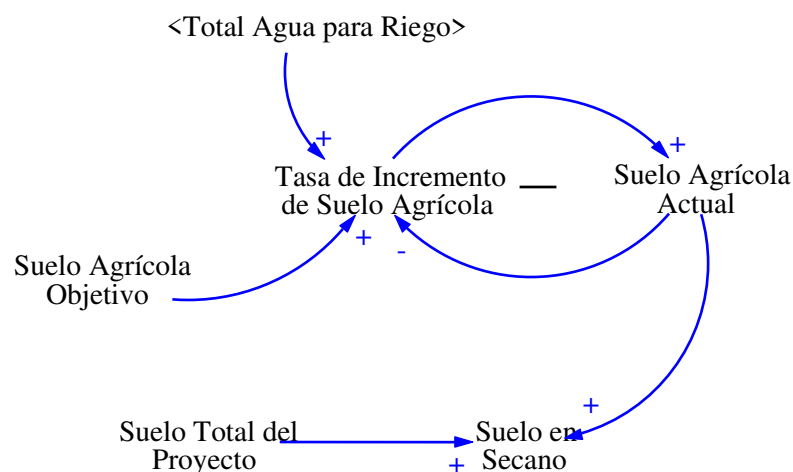 <Total Agua para Riego>
+
+
Tasa de Incremento
de Suelo Agrícola
—
Suelo Agrícola
Actual
+
-
Suelo Agrícola
Objetivo
+
Suelo Total del
Proyecto
+
Suelo en
Secano